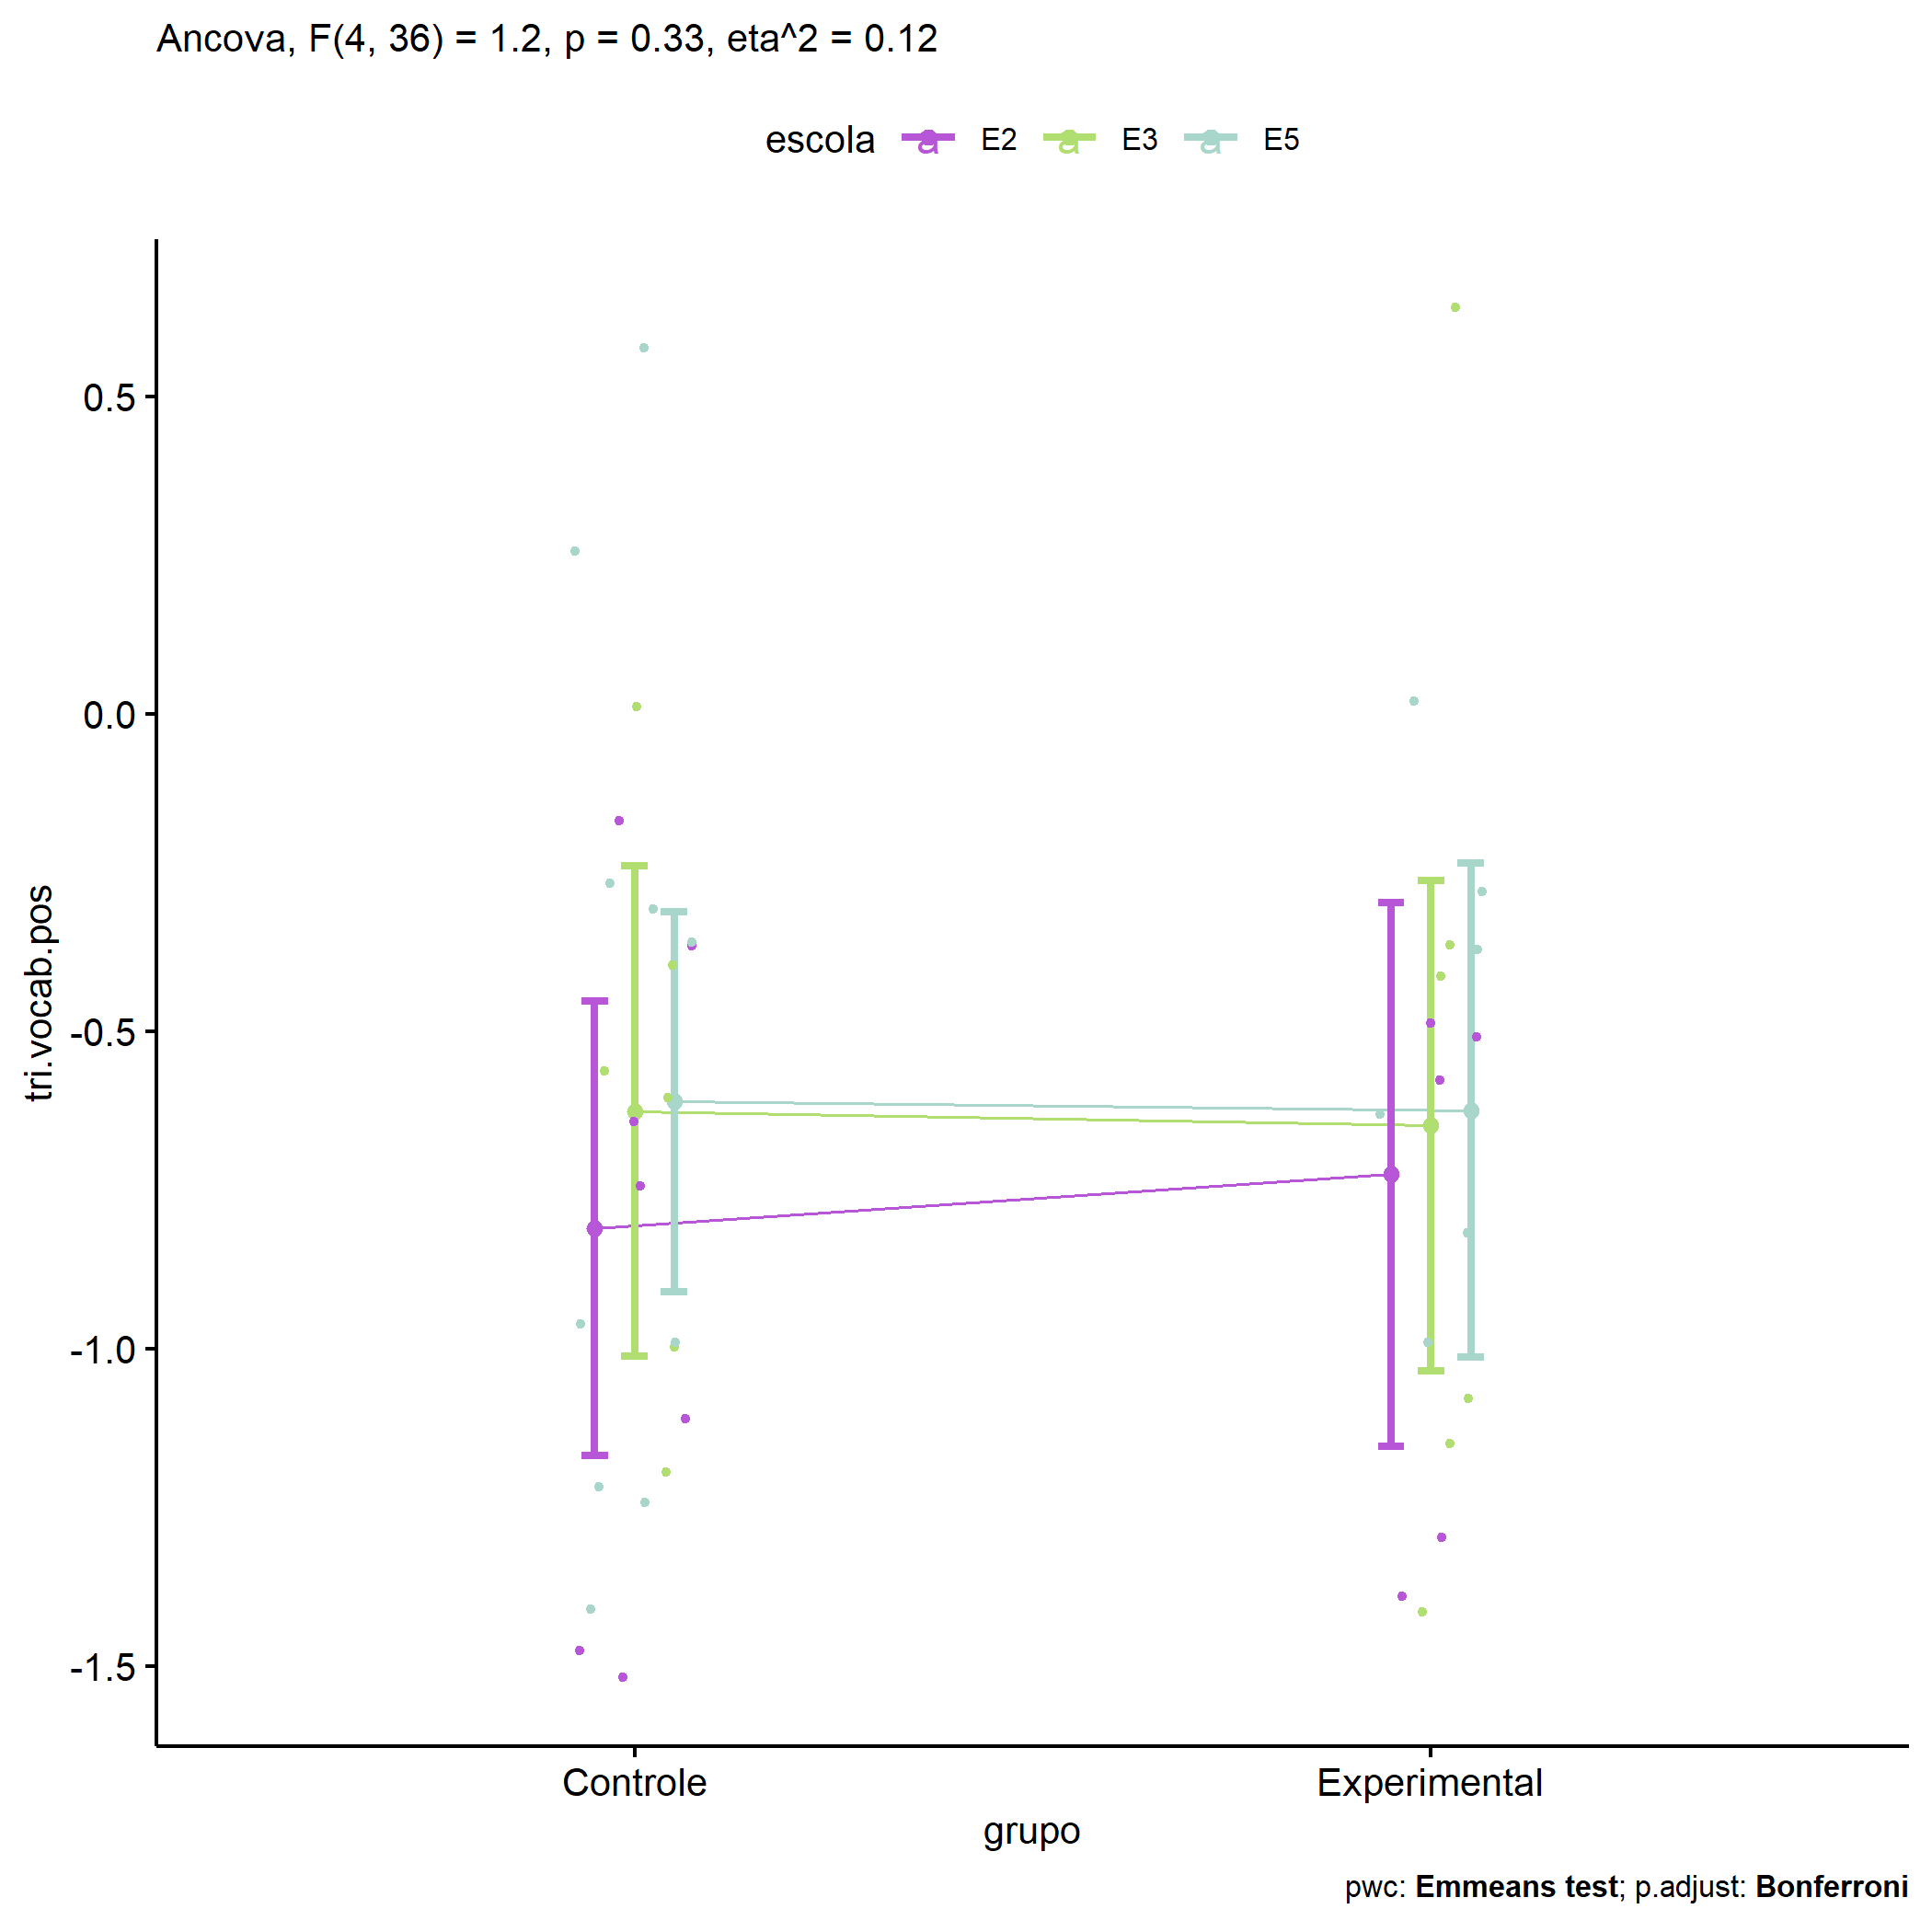 Ancova, F(4, 36) = 1.2, p = 0.33, eta^2 = 0.12
escola a E2 a E3 a E5
0.5
0.0
-0.5
-1.0
-1.5
tri.vocab.pos
Controle Experimental
grupo
pwc: Emmeans test; p.adjust: Bonferroni